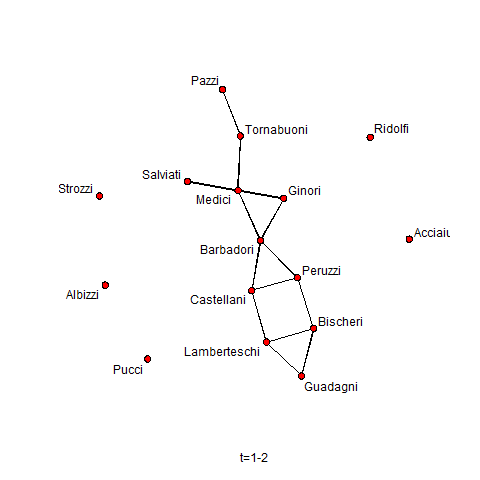 Pazzi
Tornabuoni
Ridolfi
Salviati
Strozzi
Ginori
Medici
Acciaiu
Barbadori
Peruzzi
Albizzi
Castellani
Bischeri
Lamberteschi
Pucci
Guadagni
t=1-2